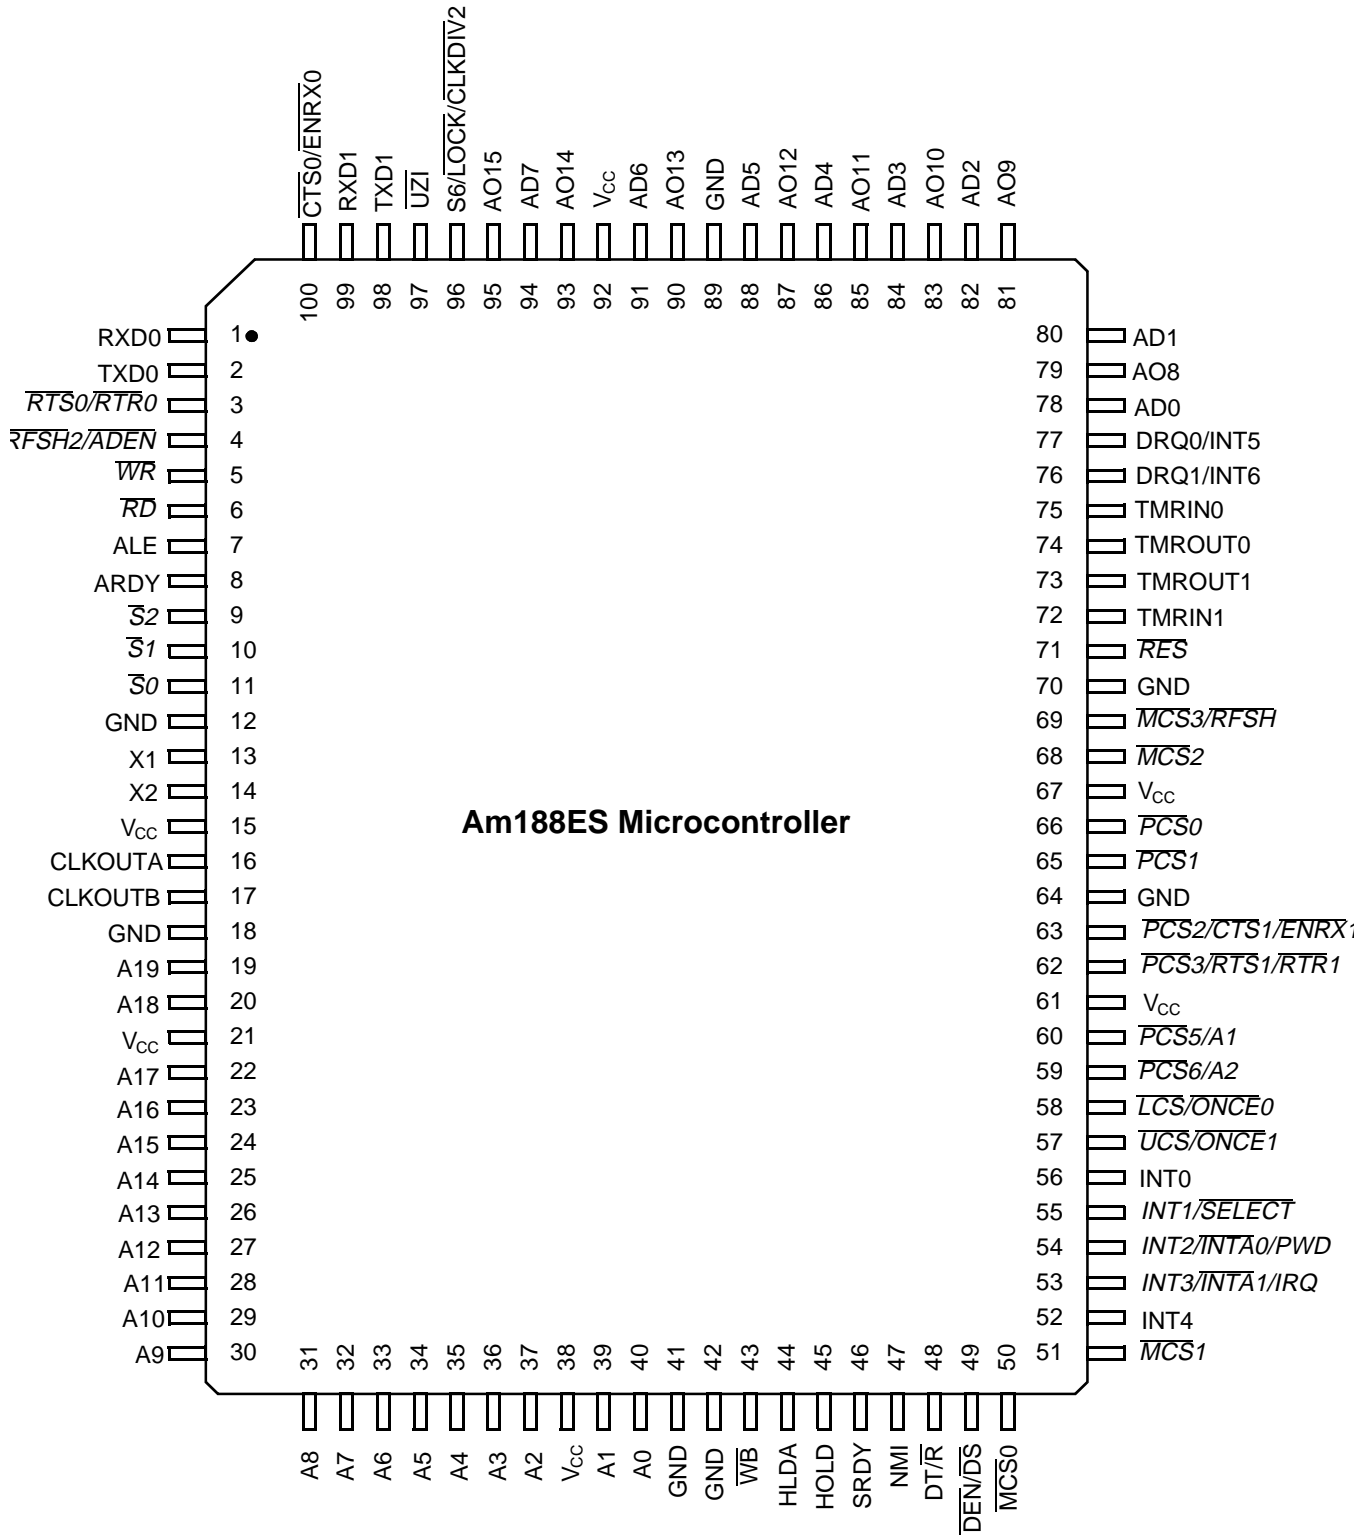 CTS0/ENRX0
RXD1
TXD1
UZI
S6/LOCK/CLKDIV2
AO15
AD7
AO14
VCC
AD6
AO13
GND
AD5
AO12
AD4
AO11
AD3
AO10
AD2
AO9
100 99 98 97 96 95 94 93 92 91 90 89 88 87 86 85 84 83 82 81
RXD0 1 80 AD1
TXD0 2 79 AO8
RTS0/RTR0 3 78 AD0
RFSH2/ADEN 4 77 DRQ0/INT5
WR 5 76 DRQ1/INT6
RD 6 75 TMRIN0
ALE 7 74 TMROUT0
ARDY 8 73 TMROUT1
S2 9 72 TMRIN1
S1 10 71 RES
S0 11 70 GND
GND 12 69 MCS3/RFSH
X1 13 68 MCS2
X2 14 67 VCC
VCC 15 66 PCS0
Am188ES Microcontroller
CLKOUTA 16 65 PCS1
CLKOUTB 17 64 GND
GND 18 63 PCS2/CTS1/ENRX1
A19 19 62 PCS3/RTS1/RTR1
A18 20 61 VCC
VCC 21 60 PCS5/A1
A17 22 59 PCS6/A2
A16 23 58 LCS/ONCE0
A15 24 57 UCS/ONCE1
A14 25 56 INT0
A13 26 55 INT1/SELECT
A12 27 54 INT2/INTA0/PWD
A11 28 53 INT3/INTA1/IRQ
A10 29 52 INT4
A9 30 51 MCS1
31 32 33 34 35 36 37 38 39 40 41 42 43 44 45 46 47 48 49 50
A8
A7
A6
A5
A4
A3
A2
VCC
A1
A0
GND
GND
WB
HLDA
HOLD
SRDY
NMI
DT/R
DEN/DS
MCS0